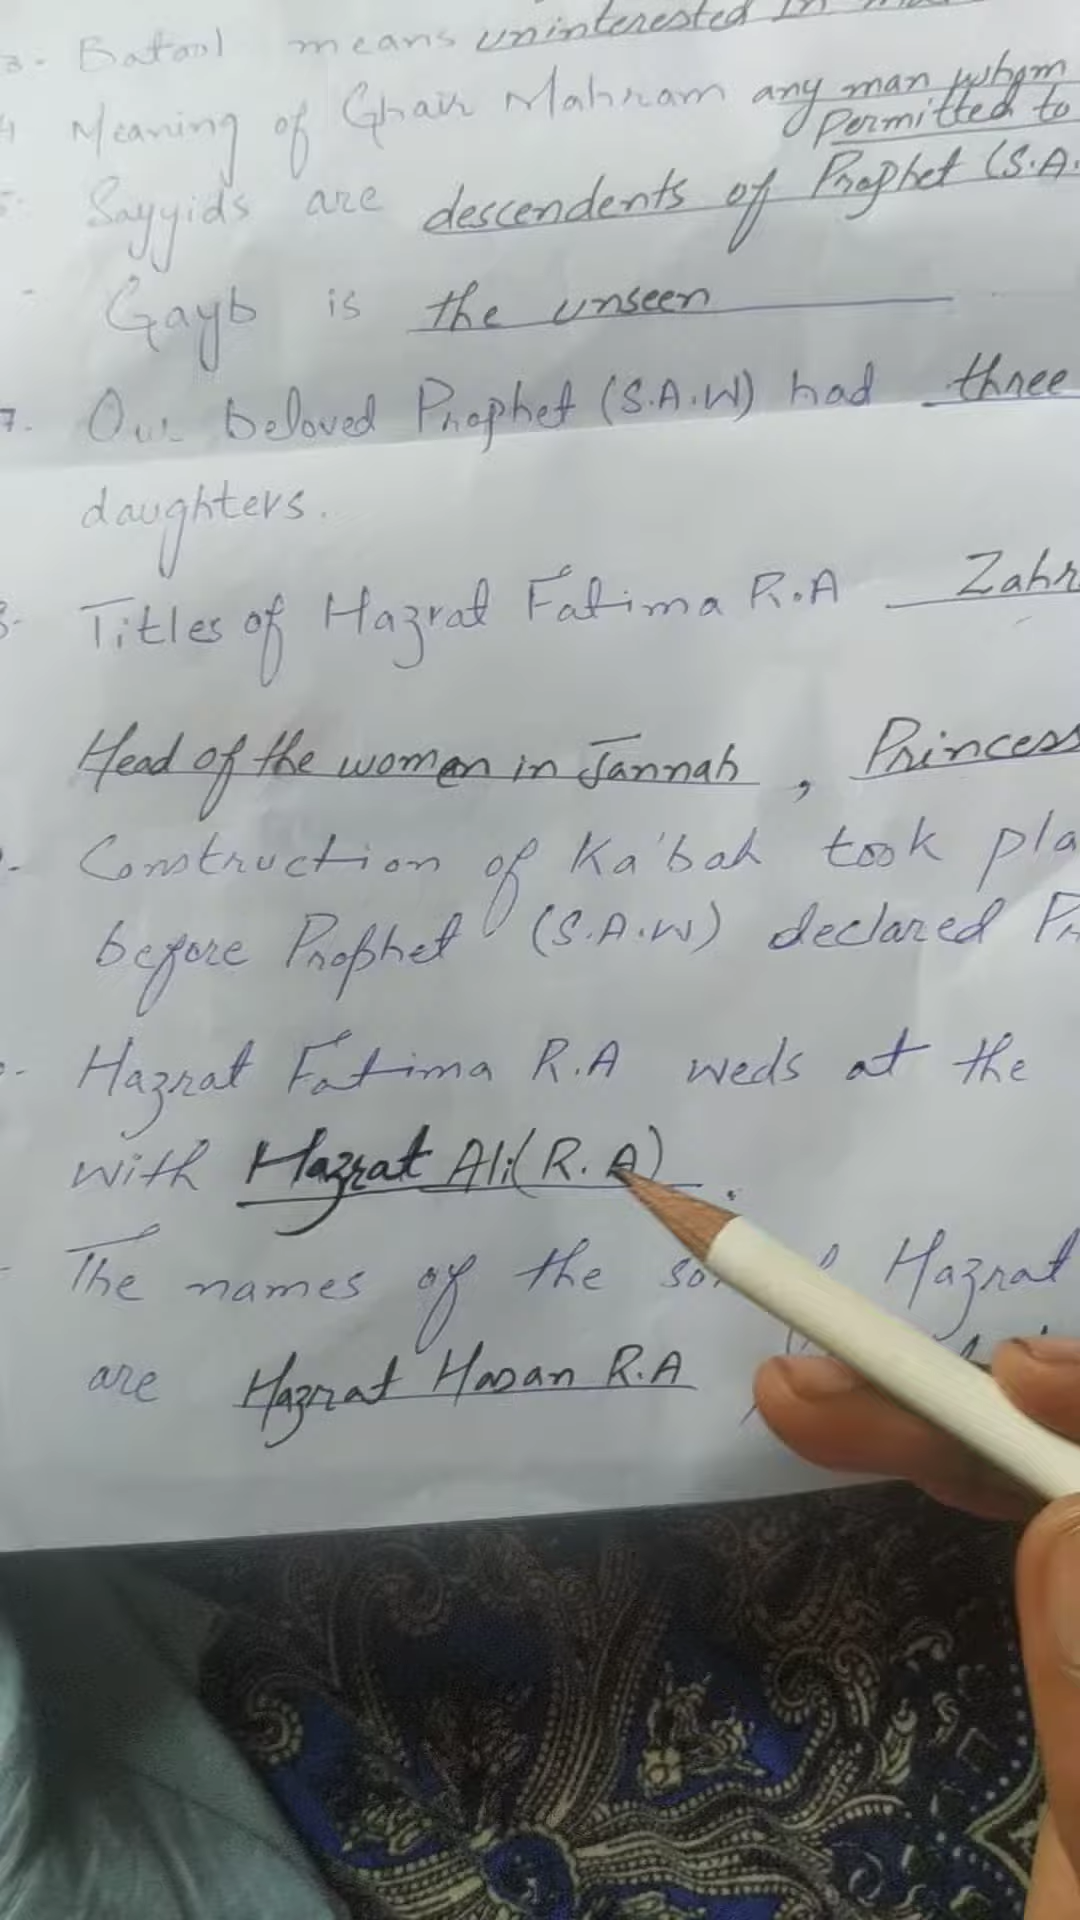 3- Batool means uninterested in
4 Meaning of Ghair Mahram any man whom
permitted to
5- Sayyids are descendents of Prophet (S.A.
- Gayb is the unseen
7. Our beloved Prophet (S.A.W) had three
daughters.
8- Titles of Hazrat Fatima R.A Zahr
Head of the women in Jannah, Princess
- Construction of Ka'bah took pla
before Prophet (S.A.W) declared Pr
- Hazrat Fatima R.A weds at the
with Hazrat Ali (R.A).
- The names of the Hazrat
are Hazrat Hasan R.A